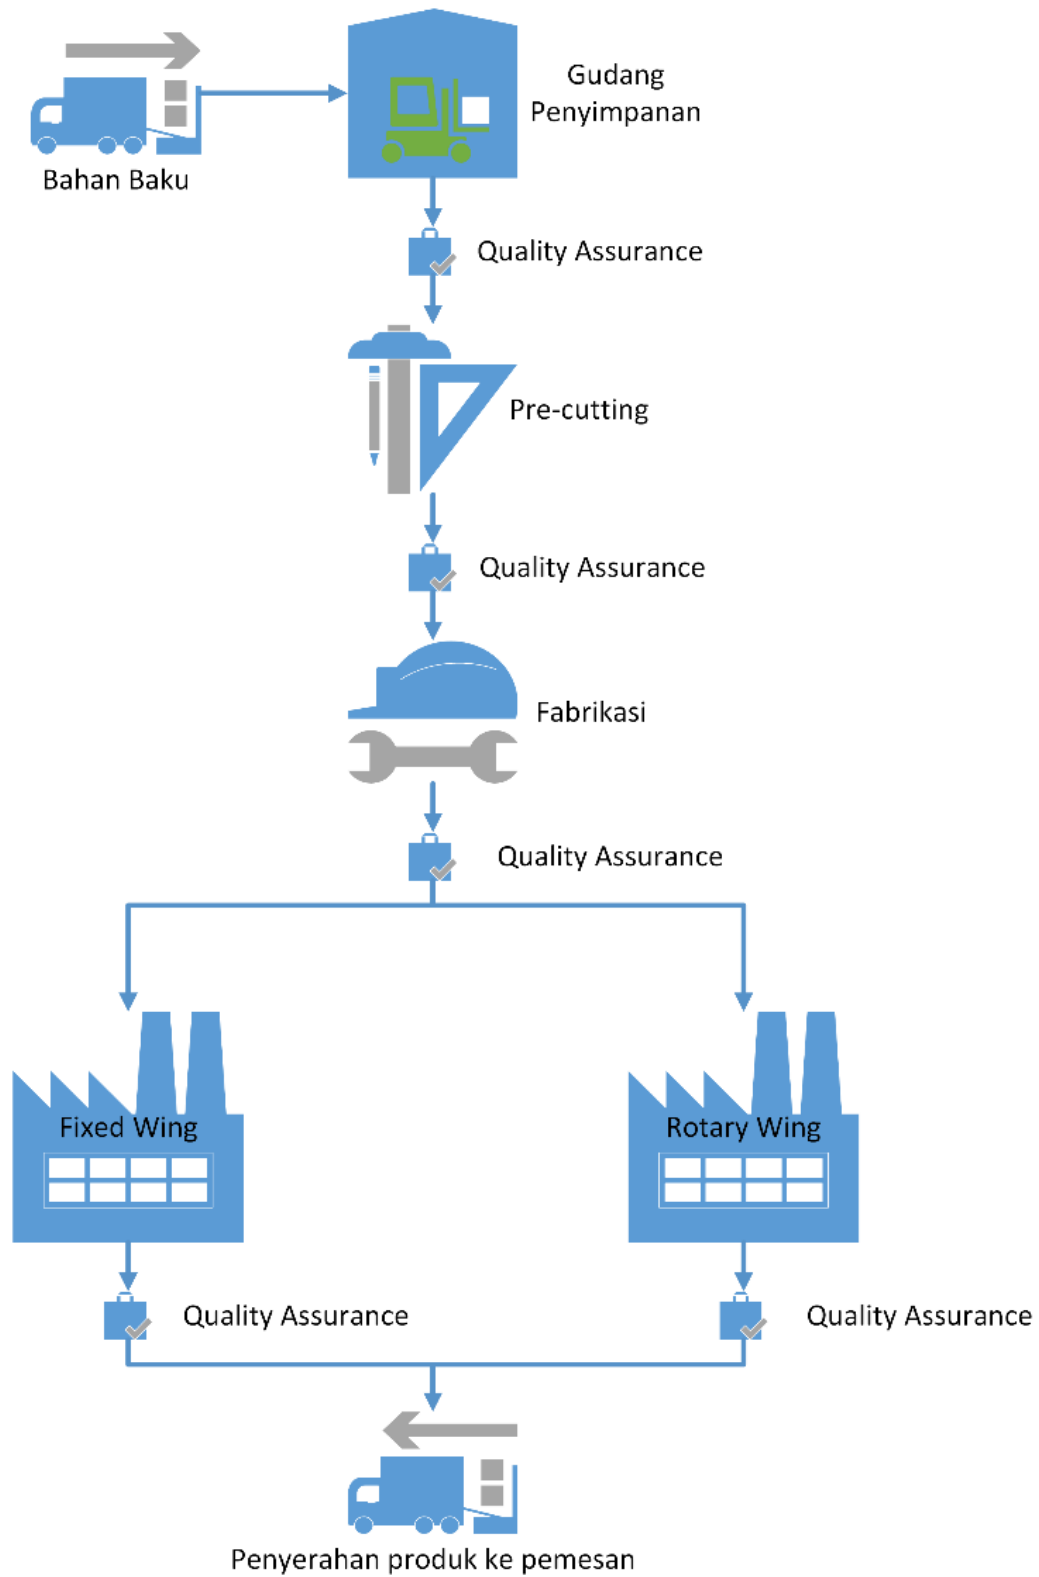 Gudang
Penyimpanan
Bahan Baku
Quality Assurance
Pre-cutting
Quality Assurance
Fabrikasi
Quality Assurance
Fixed Wing
Rotary Wing
Quality Assurance
Quality Assurance
Penyerahan produk ke pemesan